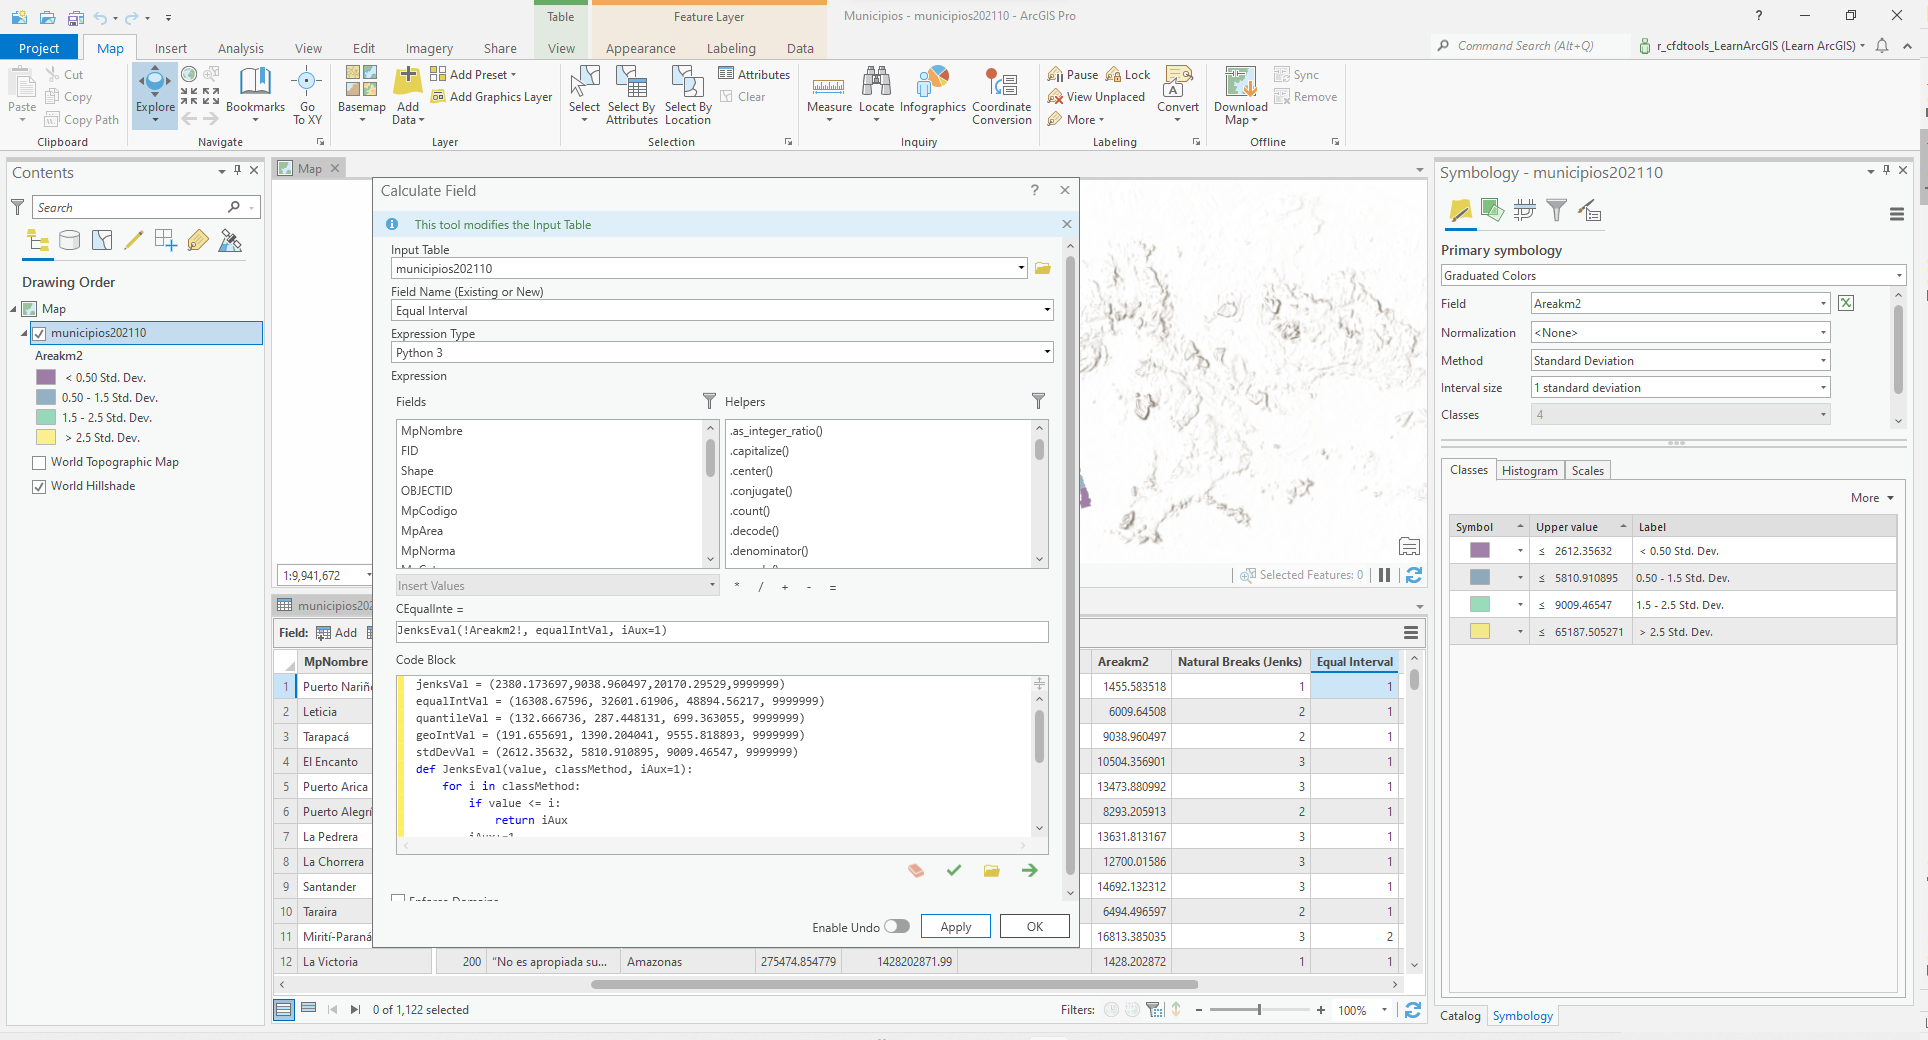 Table
Feature Layer
Municipios - municipios202110 - ArcGIS Pro
?
Project
Map
Insert
Analysis
View
Edit
Imagery
Share
View
Appearance
Labeling
Data
Command Search (Alt+Q)
r_cfdtools_LearnArcGIS (Learn ArcGIS)
Paste
Cut
Copy
Copy Path
Clipboard
Explore
Bookmarks
Go To XY
Navigate
Basemap
Add Data
Add Preset
Add Graphics Layer
Layer
Select
Select By Attributes
Select By Location
Attributes
Clear
Selection
Measure
Locate
Infographics
Coordinate Conversion
Inquiry
Pause
Lock
View Unplaced
More
Convert
Labeling
Download Map
Sync
Remove
Offline
Contents
Search
Drawing Order
Map
municipios202110
Areakm2
< 0.50 Std. Dev.
0.50 - 1.5 Std. Dev.
1.5 - 2.5 Std. Dev.
> 2.5 Std. Dev.
World Topographic Map
World Hillshade
Map
1:9,941,672
Selected Features: 0
Calculate Field
?
This tool modifies the Input Table
Input Table
municipios202110
Field Name (Existing or New)
Equal Interval
Expression Type
Python 3
Expression
Fields
Helpers
MpNombre
FID
Shape
OBJECTID
MpCodigo
MpArea
MpNorma
.as_integer_ratio()
.capitalize()
.center()
.conjugate()
.count()
.decode()
.denominator()
Insert Values
* / + - =
CEqualInte =
JenksEval(!Areakm2!, equalIntVal, iAux=1)
Code Block
jenksVal = (2380.173697,9038.960497,20170.29529,9999999)
equalIntVal = (16308.67596, 32601.61906, 48894.56217, 9999999)
quantileVal = (132.666736, 287.448131, 699.363055, 9999999)
geoIntVal = (191.655691, 1390.204041, 9555.818893, 9999999)
stdDevVal = (2612.35632, 5810.910895, 9009.46547, 9999999)
def JenksEval(value, classMethod, iAux=1):
for i in classMethod:
if value <= i:
return iAux
iAux+=1
Enforce Domains
Enable Undo
Apply
OK
municipios202
Field:
Add
MpNombre
Areakm2
Natural Breaks (Jenks)
Equal Interval
1 Puerto Nariño 1455.583518 1 1
2 Leticia 6009.64508 2 1
3 Tarapacá 9038.960497 2 1
4 El Encanto 10504.356901 3 1
5 Puerto Arica 13473.880992 3 1
6 Puerto Alegrí 8293.205913 2 1
7 La Pedrera 13631.813167 3 1
8 La Chorrera 12700.01586 3 1
9 Santander 14692.132312 3 1
10 Taraira 6494.496597 2 1
11 Mirití-Paraná 16813.385035 3 2
12 La Victoria 200 "No es apropiada su... Amazonas 275474.854779 1428202871.99 1428.202872 1 1
0 of 1,122 selected
Filters:
- + 100%
Symbology - municipios202110
Primary symbology
Graduated Colors
Field Areakm2
Normalization <None>
Method Standard Deviation
Interval size 1 standard deviation
Classes 4
Classes
Histogram
Scales
More
Symbol Upper value Label
≤ 2612.35632 < 0.50 Std. Dev.
≤ 5810.910895 0.50 - 1.5 Std. Dev.
≤ 9009.46547 1.5 - 2.5 Std. Dev.
≤ 65187.505271 > 2.5 Std. Dev.
Catalog
Symbology